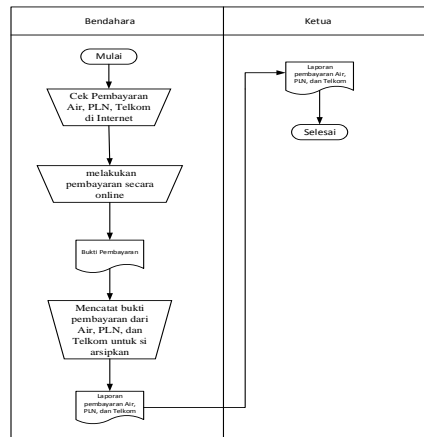 Bendahara
Ketua
Mulai
Cek Pembayaran
Air, PLN, Telkom
di Internet
melakukan
pembayaran secara
online
Bukti Pembayaran
Mencatat bukti
pembayaran dari
Air, PLN, dan
Telkom untuk si
arsipkan
Laporan
pembayaran Air,
PLN, dan Telkom
Laporan
pembayaran Air,
PLN, dan Telkom
Selesai